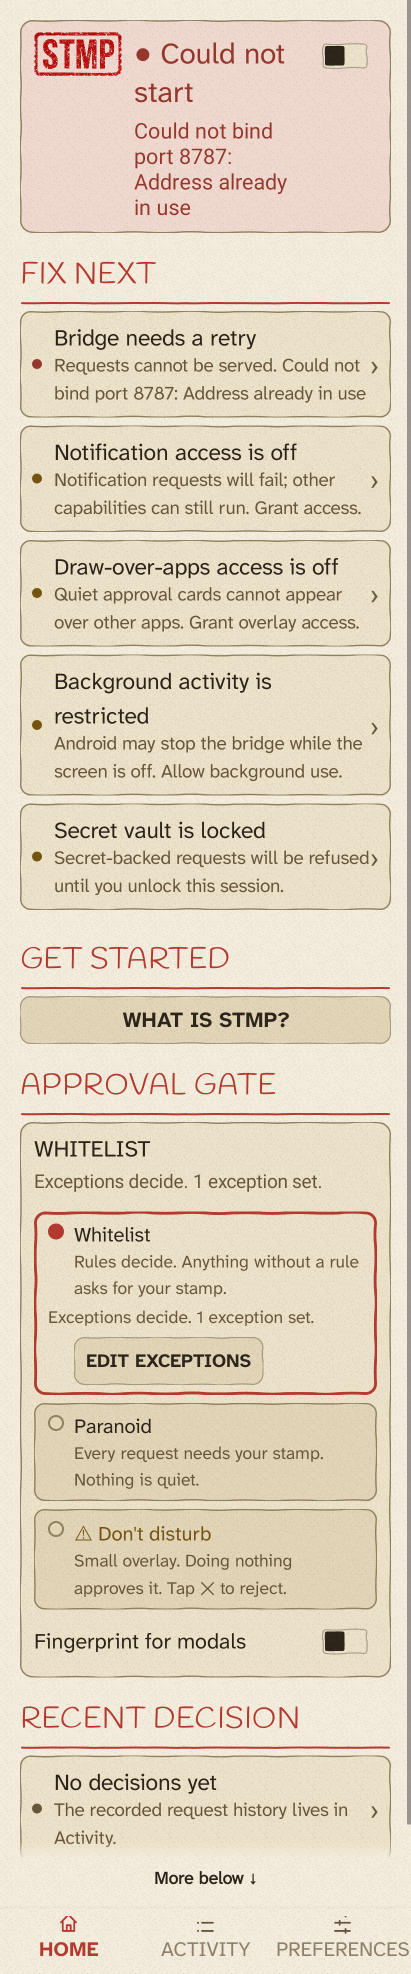 STMP
● Could not
start
Could not bind
port 8787:
Address already
in use
FIX NEXT
Bridge needs a retry
Requests cannot be served. Could not
bind port 8787: Address already in use
Notification access is off
Notification requests will fail; other
capabilities can still run. Grant access.
Draw-over-apps access is off
Quiet approval cards cannot appear
over other apps. Grant overlay access.
Background activity is
restricted
Android may stop the bridge while the
screen is off. Allow background use.
Secret vault is locked
Secret-backed requests will be refused
until you unlock this session.
GET STARTED
WHAT IS STMP?
APPROVAL GATE
WHITELIST
Exceptions decide. 1 exception set.
Whitelist
Rules decide. Anything without a rule
asks for your stamp.
Exceptions decide. 1 exception set.
EDIT EXCEPTIONS
Paranoid
Every request needs your stamp.
Nothing is quiet.
⚠ Don't disturb
Small overlay. Doing nothing
approves it. Tap ✕ to reject.
Fingerprint for modals
RECENT DECISION
No decisions yet
The recorded request history lives in
Activity.
More below ↓
HOME
ACTIVITY
PREFERENCES